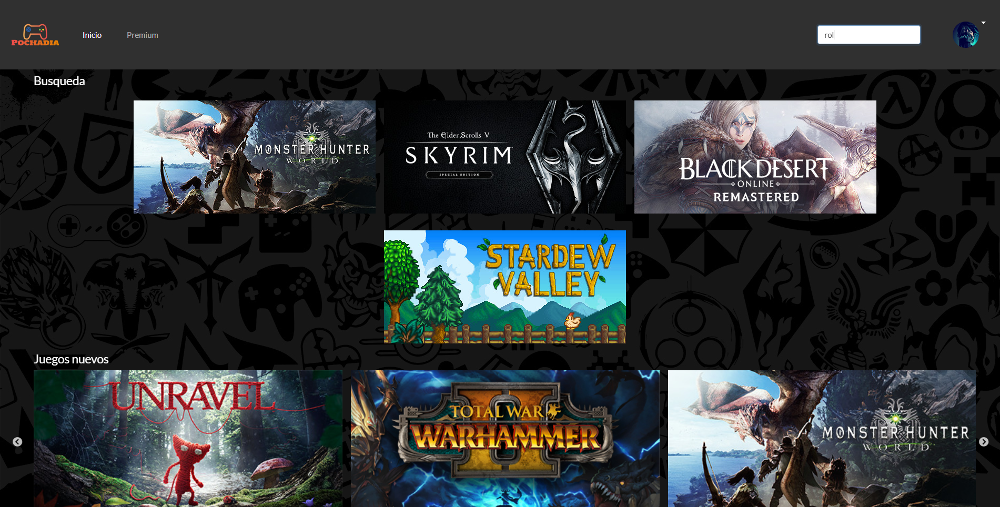 POCHADIA
Inicio
Premium
rol
Busqueda
MONSTER HUNTER
WORLD
The Elder Scrolls V
SKYRIM
SPECIAL EDITION
BLACK DESERT
ONLINE
REMASTERED
2
STARDEW
VALLEY
Juegos nuevos
UNRAVEL
TOTAL WAR
WARHAMMER
II
MONSTER HUNTER
WORLD